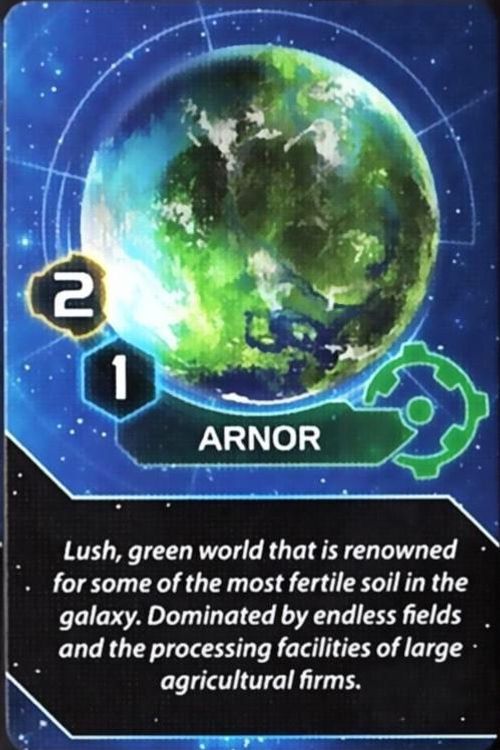 2
1
ARNOR
Lush, green world that is renowned
for some of the most fertile soil in the
galaxy. Dominated by endless fields
and the processing facilities of large
agricultural firms.